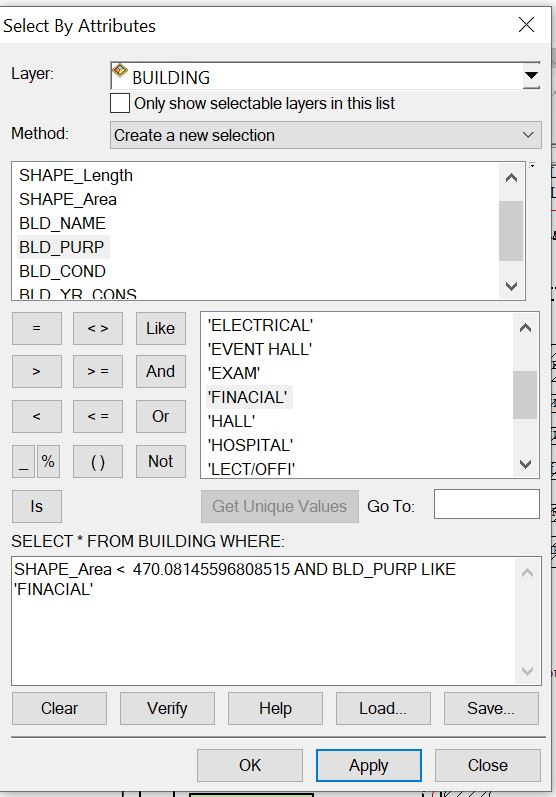 Select By Attributes
Layer:
BUILDING
Only show selectable layers in this list
Method:
Create a new selection
SHAPE_Length
SHAPE_Area
BLD_NAME
BLD_PURP
BLD_COND
BLD_YR_CONS
= < > Like
> > = And
< < = Or
_ % ( ) Not
Is
'ELECTRICAL'
'EVENT HALL'
'EXAM'
'FINACIAL'
'HALL'
'HOSPITAL'
'LECT/OFFI'
Get Unique Values Go To:
SELECT * FROM BUILDING WHERE:
SHAPE_Area < 470.08145596808515 AND BLD_PURP LIKE
'FINACIAL'
Clear Verify Help Load... Save...
OK Apply Close